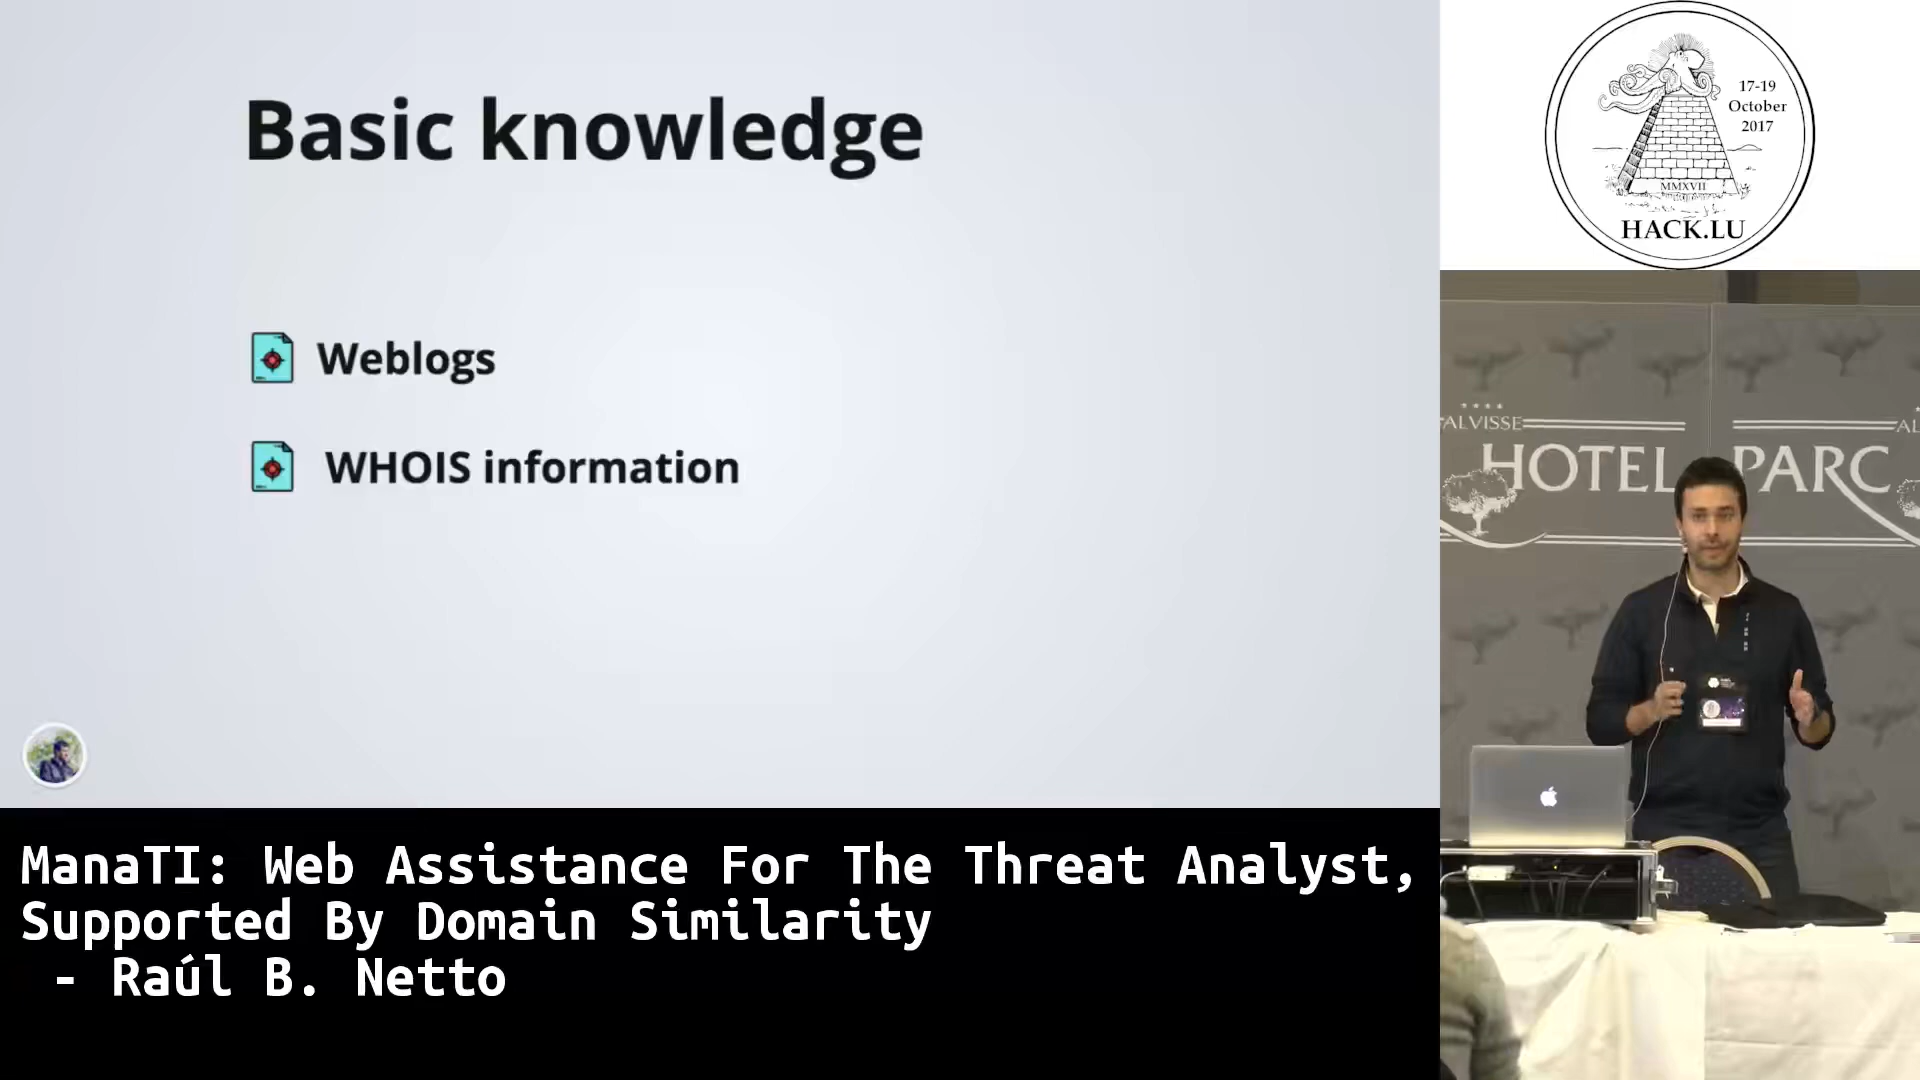 Basic knowledge
Weblogs
WHOIS information
ManaTI: Web Assistance For The Threat Analyst,
Supported By Domain Similarity
- Raúl B. Netto
17-19
October
2017
MMXVII
HACK.LU
ALVISSE
HOTEL PARC
AL